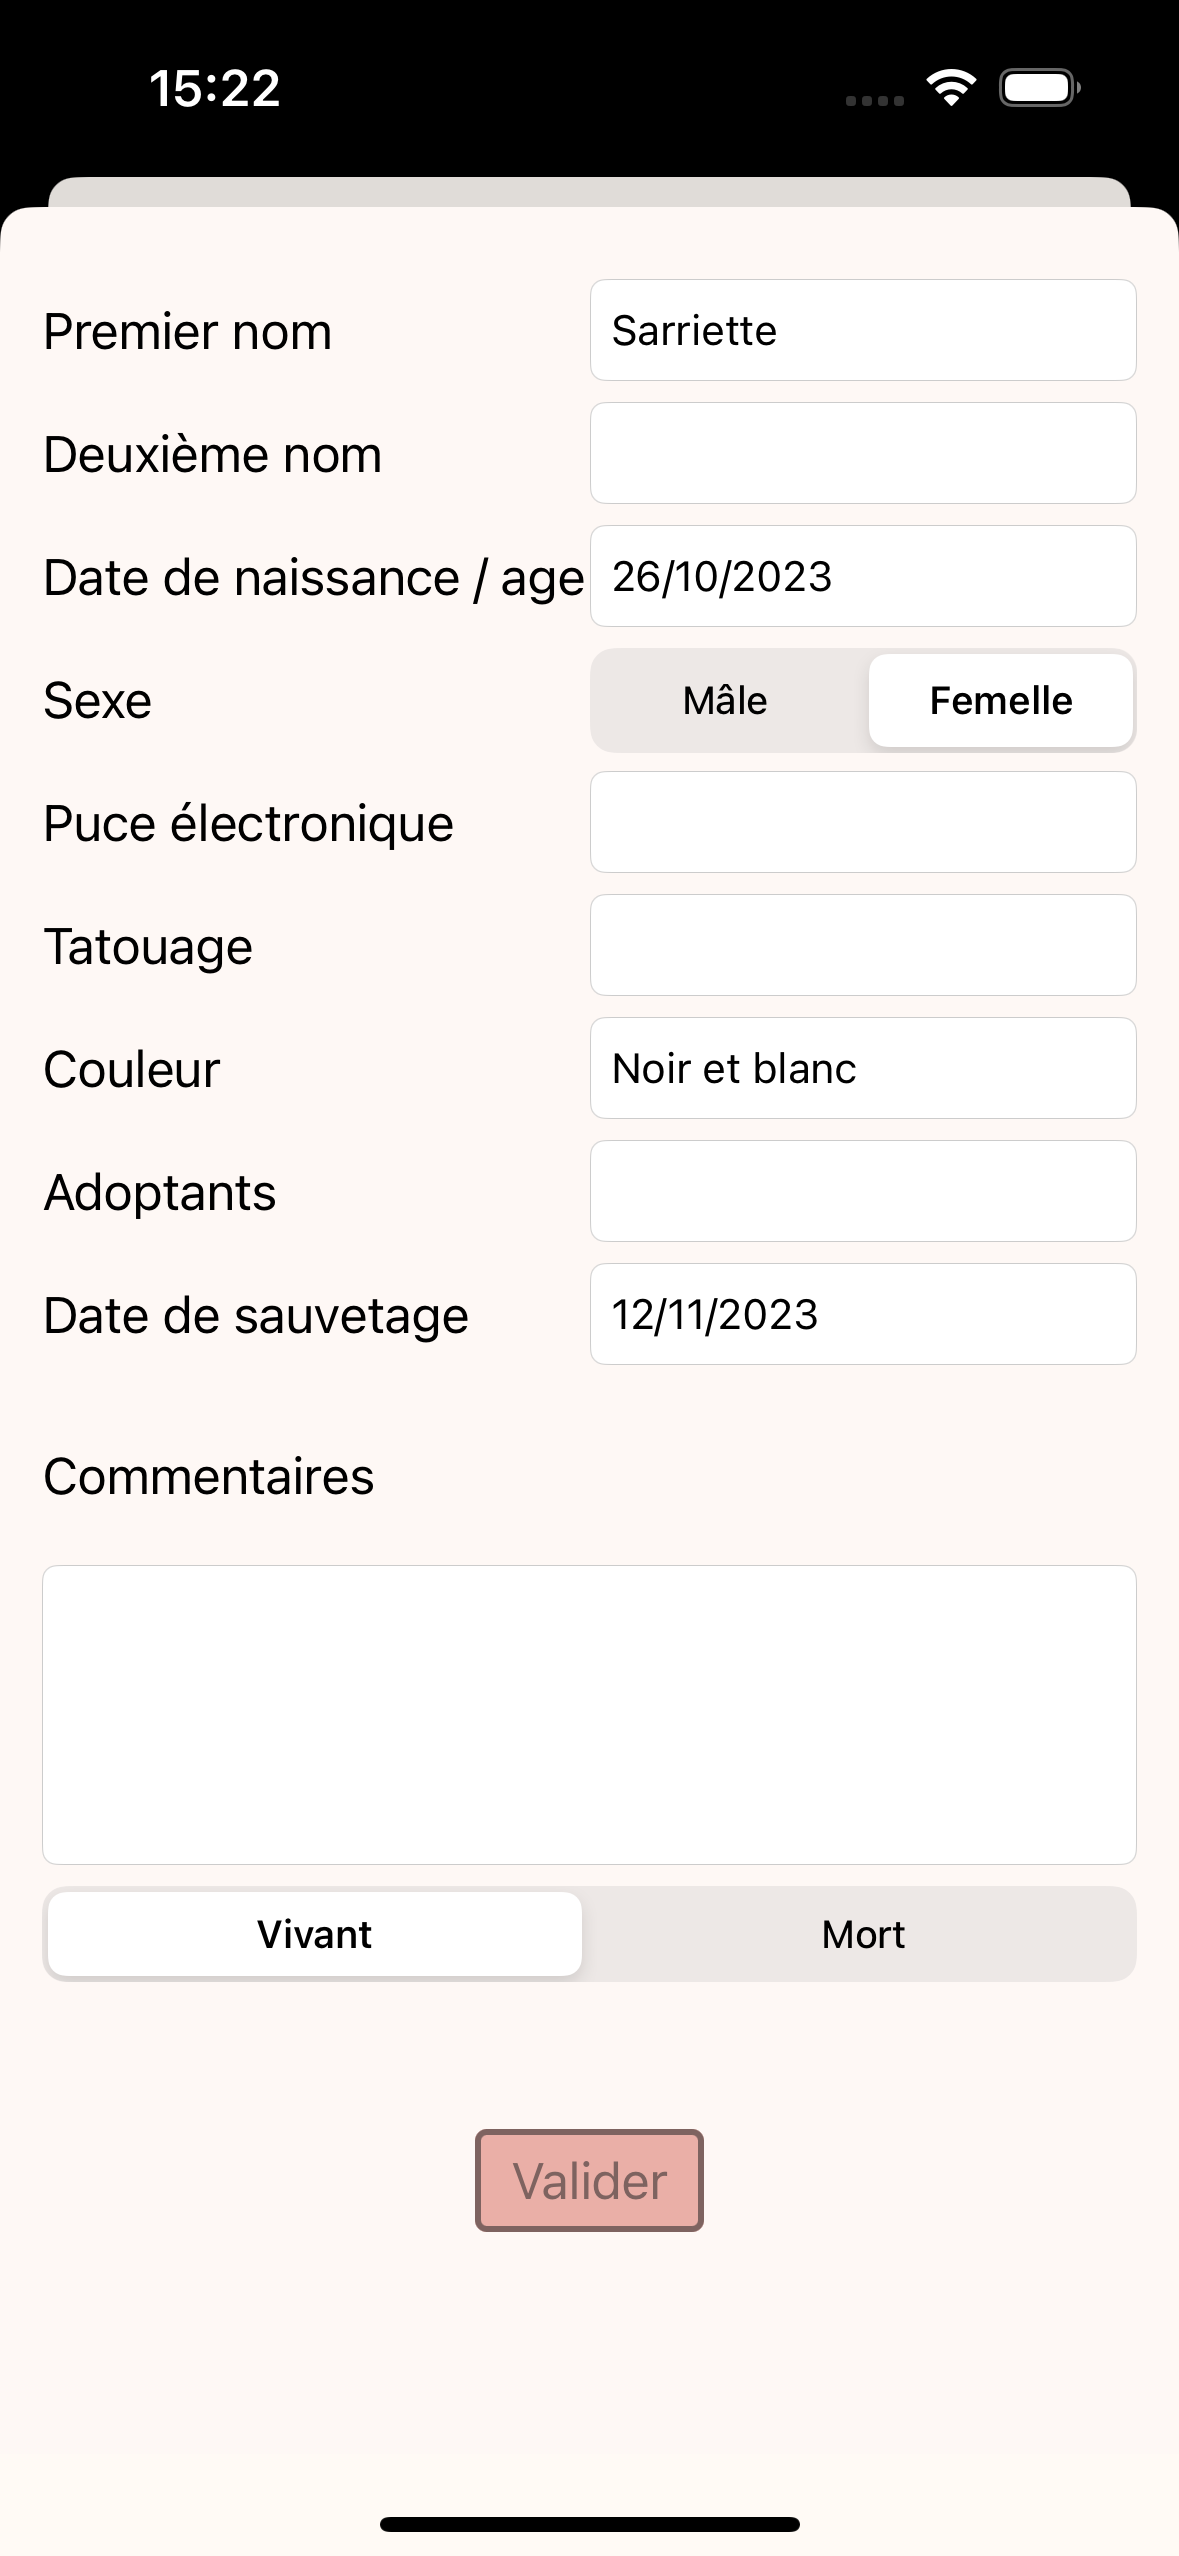 15:22
Premier nom
Sarriette
Deuxième nom
Date de naissance / age
26/10/2023
Sexe
Mâle
Femelle
Puce électronique
Tatouage
Couleur
Noir et blanc
Adoptants
Date de sauvetage
12/11/2023
Commentaires
Vivant
Mort
Valider